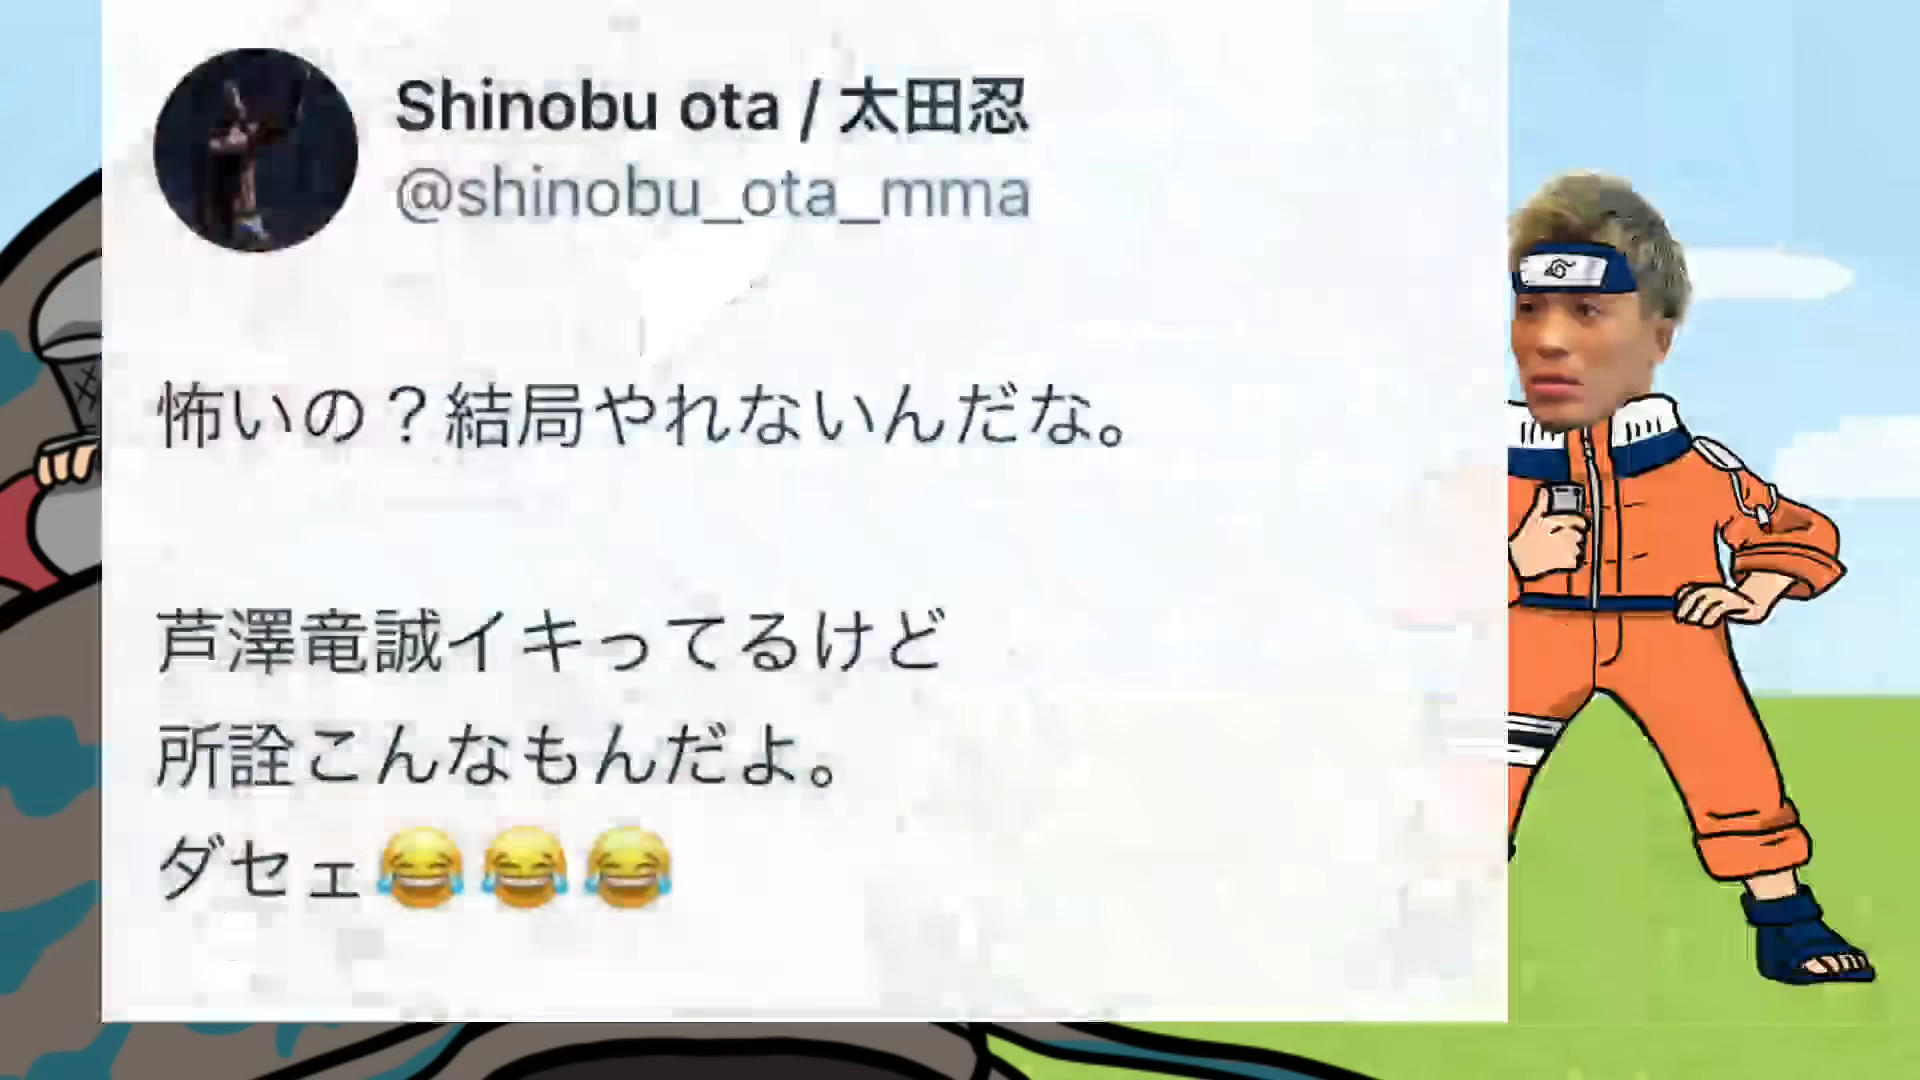 Shinobu ota / 太田忍
@shinobu_ota_mma
怖いの？結局やれないんだな。
芦澤竜誠イキってるけど
所詮こんなもんだよ。
ダセェ😂😂😂